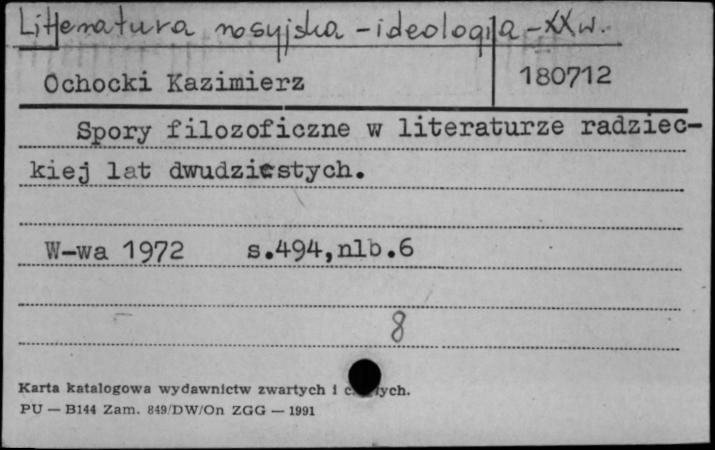 Literatura rosyjska - ideologia - XX w.
Ochocki Kazimierz 180712
Spory filozoficzne w literaturze radziec-
kiej lat dwudziestych.
W-wa 1972 s.494,nlb.6
8
Karta katalogowa wydawnictw zwartych i
PU — B144 Zam. 849/DW/On ZGG — 1991